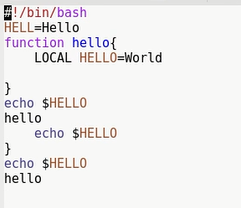 #!/bin/bash
HELL=Hello
function hello{
    LOCAL HELLO=World

}
echo $HELLO
hello
    echo $HELLO
}
echo $HELLO
hello